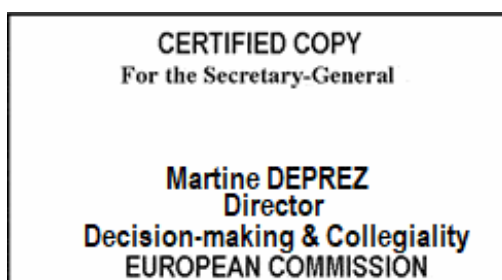 CERTIFIED COPY
For the Secretary-General
Martine DEPREZ
Director
Decision-making & Collegiality
EUROPEAN COMMISSION